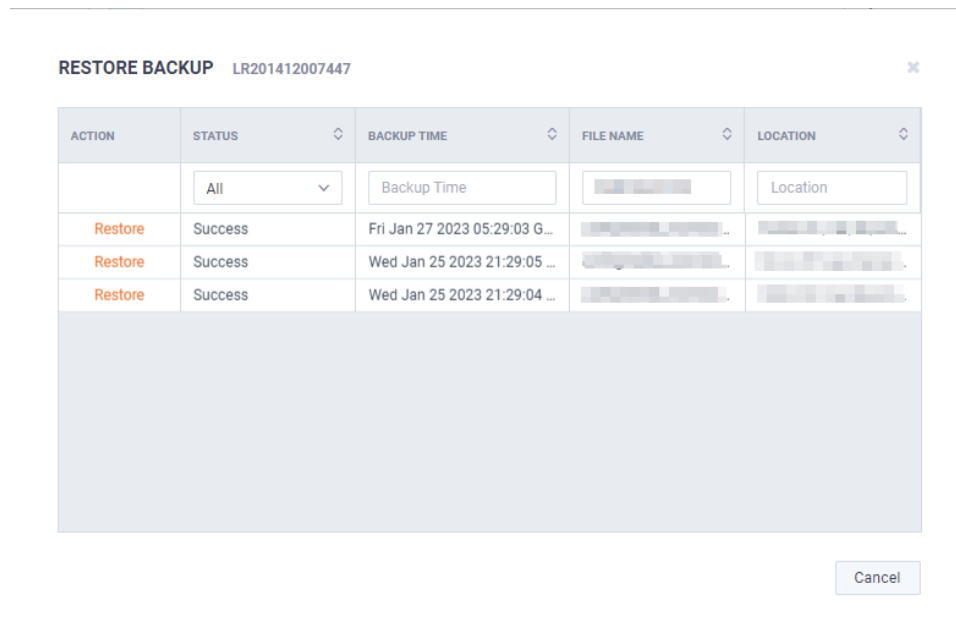 RESTORE BACKUP LR201412007447
ACTION STATUS BACKUP TIME FILE NAME LOCATION
All Backup Time Location
Restore Success Fri Jan 27 2023 05:29:03 G...
Restore Success Wed Jan 25 2023 21:29:05 ...
Restore Success Wed Jan 25 2023 21:29:04 ...
Cancel